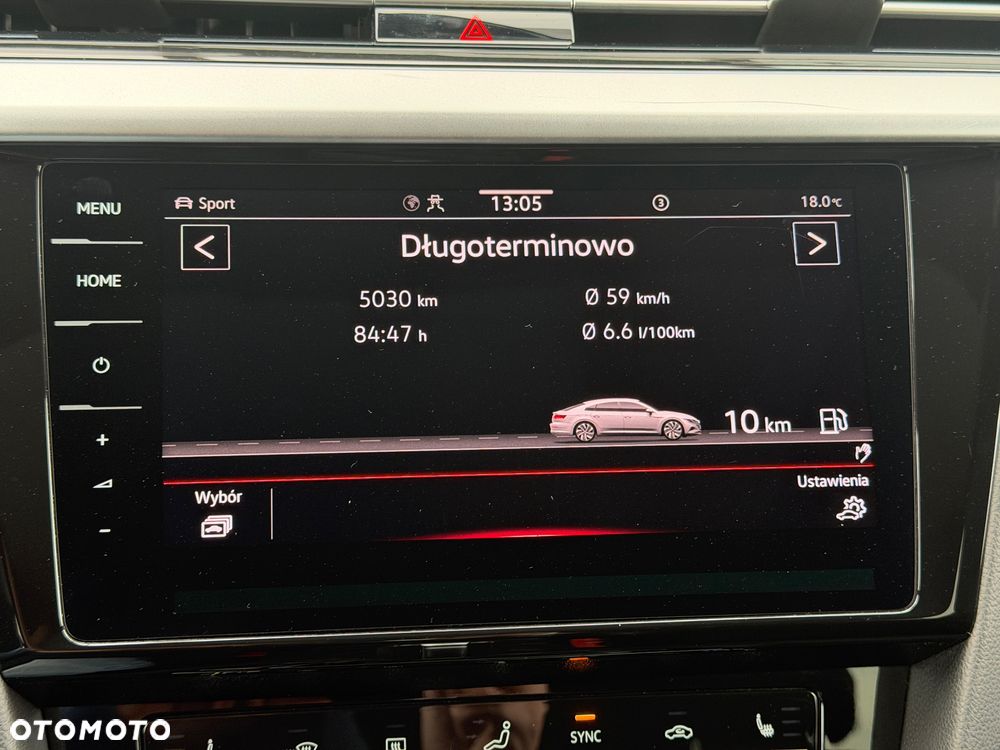 MENU
HOME
+
-
Sport
13:05
3
18.0°C
<
Długoterminowo
>
5030 km
Ø 59 km/h
84:47 h
Ø 6.6 l/100km
10 km
Wybór
Ustawienia
SYNC
OTOMOTO